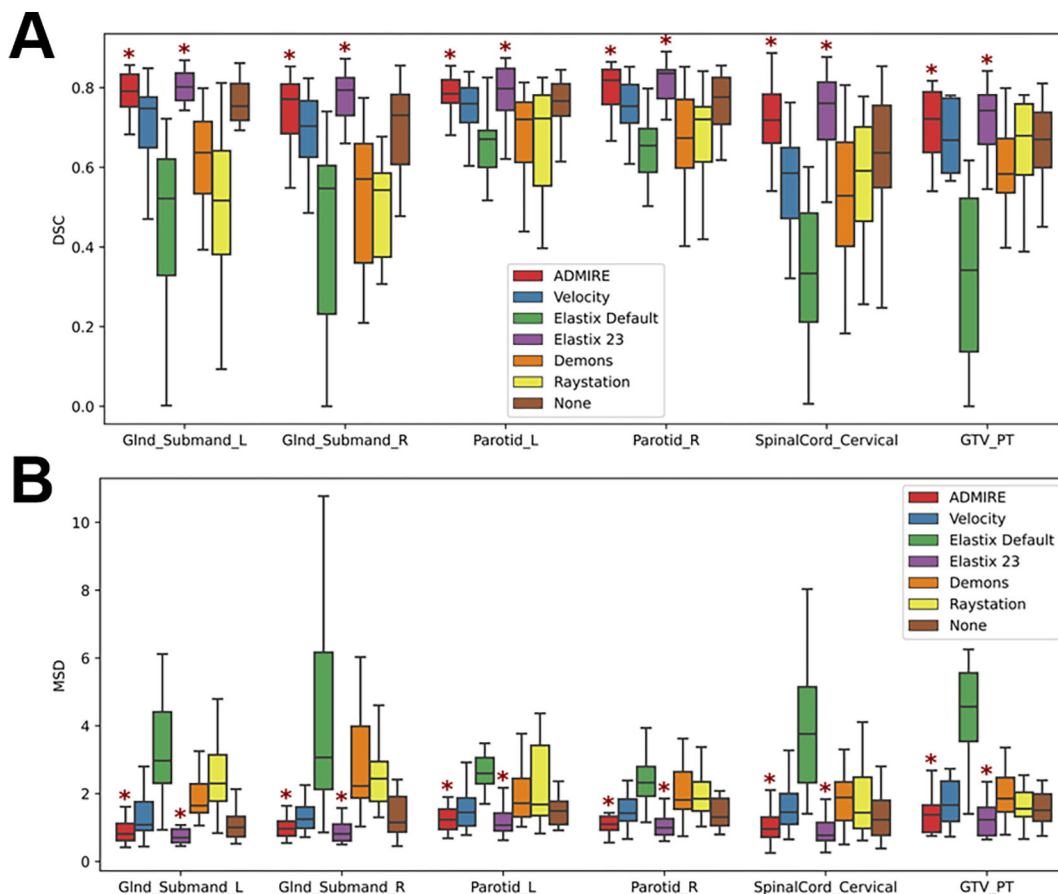 A
* * * * * * * * * * * *
0.8
0.6
0.4
0.2
0.0
DSC
ADMIRE
Velocity
Elastix Default
Elastix 23
Demons
Raystation
None
Glnd_Submand_L Glnd_Submand_R Parotid_L Parotid_R SpinalCord_Cervical GTV_PT
B
10
8
6
4
2
0
MSD
ADMIRE
Velocity
Elastix Default
Elastix 23
Demons
Raystation
None
* * * * * * * * * * * *
Glnd_Submand_L Glnd_Submand_R Parotid_L Parotid_R SpinalCord_Cervical GTV_PT